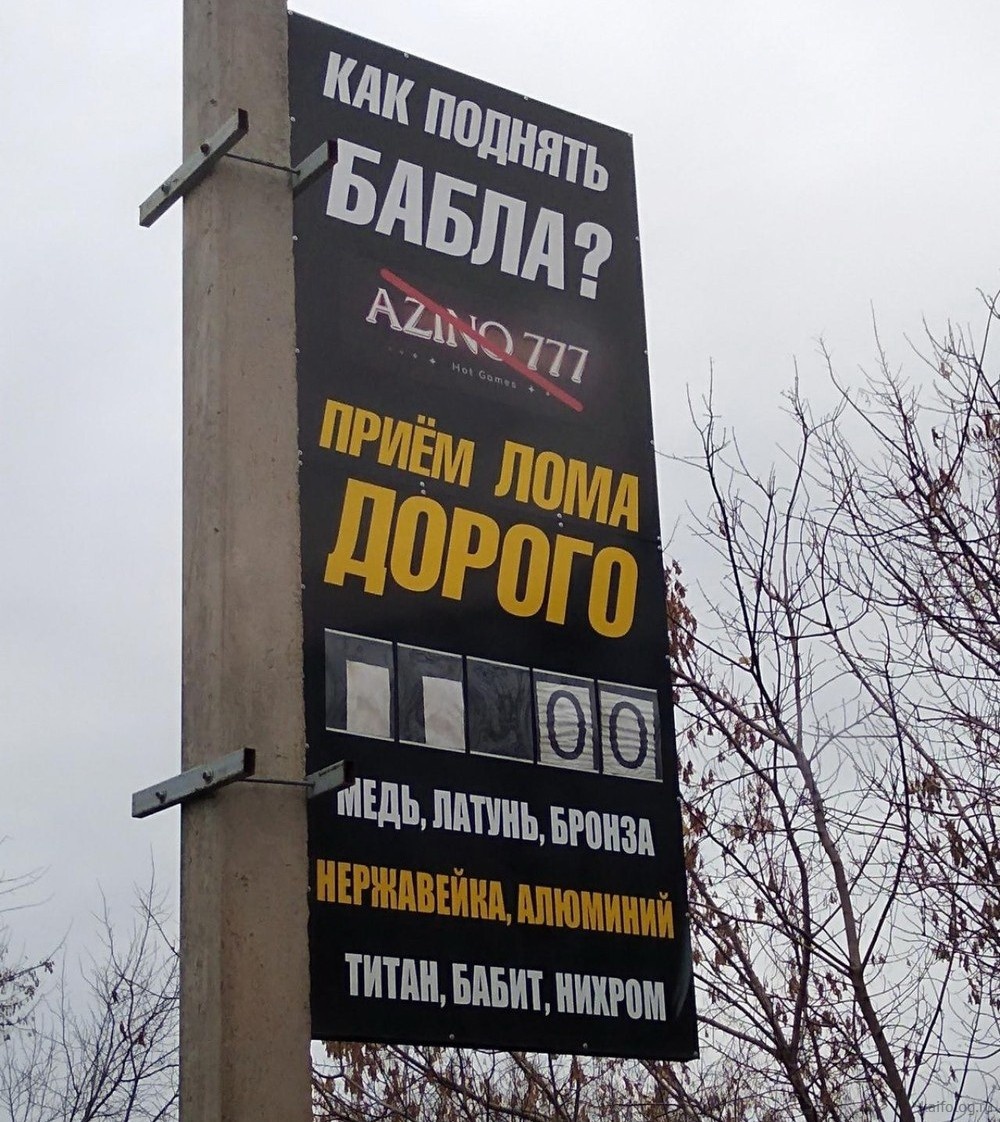 КАК ПОДНЯТЬ
БАБЛА?
AZINO 777
Hot Games
ПРИЁМ ЛОМА
ДОРОГО
00
МЕДЬ, ЛАТУНЬ, БРОНЗА
НЕРЖАВЕЙКА, АЛЮМИНИЙ
ТИТАН, БАБИТ, НИХРОМ